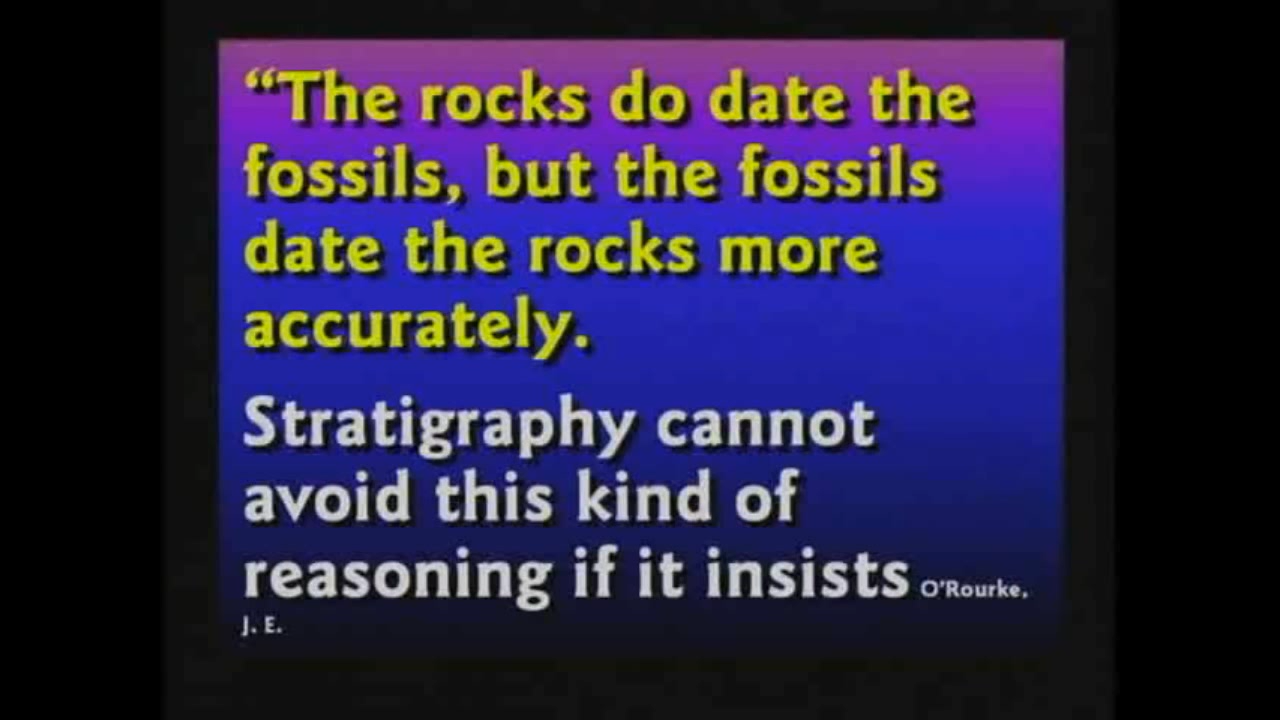 “The rocks do date the
fossils, but the fossils
date the rocks more
accurately.
Stratigraphy cannot
avoid this kind of
reasoning if it insists O'Rourke,
J. E.